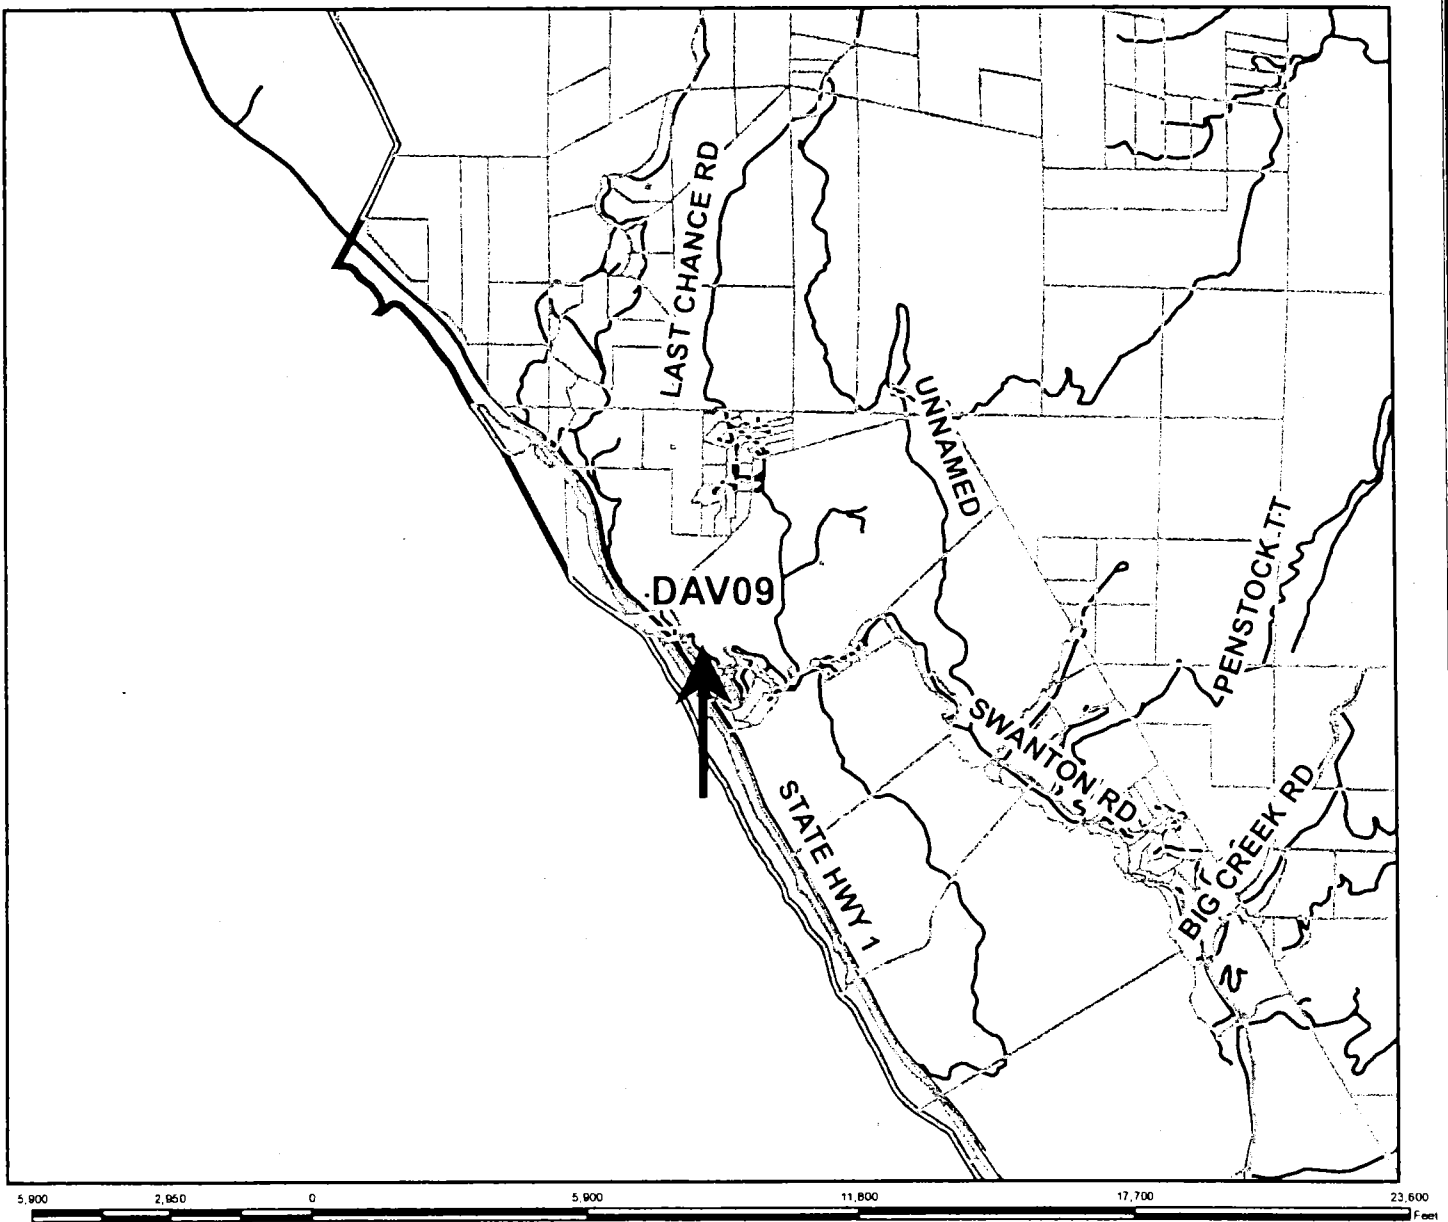 LAST CHANCE RD
UNNAMED
DAV09
PENSTOCK TT
SWANTON RD
STATE HWY 1
BIG CREEK RD
5,900 2,950 0 5,900 11,800 17,700 23,600
Feet